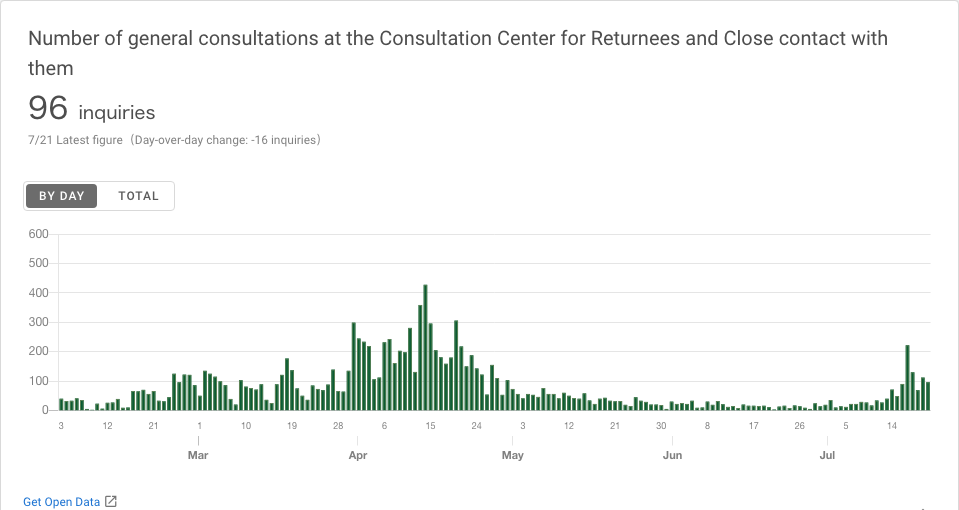 Number of general consultations at the Consultation Center for Returnees and Close contact with
them
96 inquiries
7/21 Latest figure (Day-over-day change: -16 inquiries)
BY DAY TOTAL
600
500
400
300
200
100
0
3 12 21 1 10 19 28 6 15 24 3 12 21 30 8 17 26 5 14
Mar Apr May Jun Jul
Get Open Data